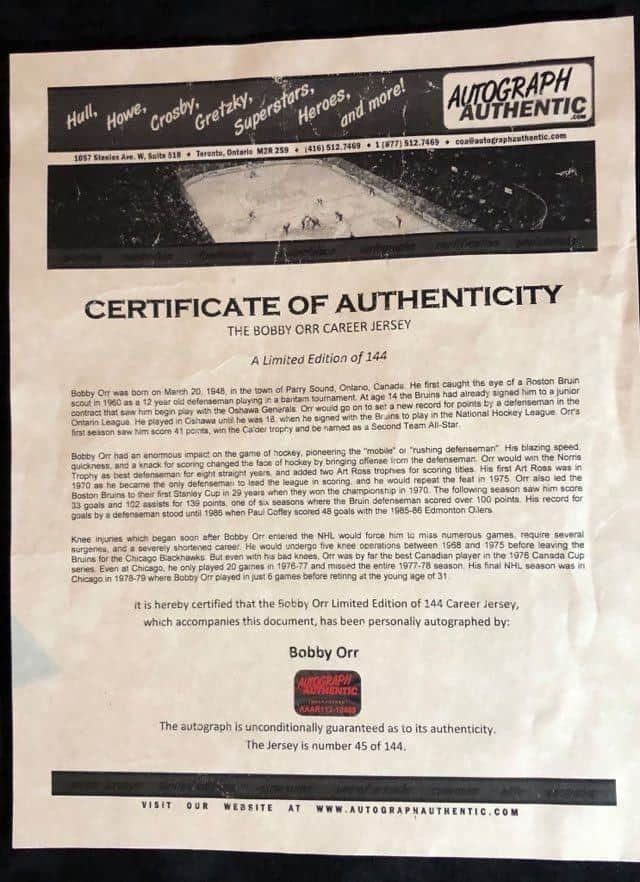 Hull, Howe, Crosby, Gretzky, Superstars, Heroes, and more!
AUTOGRAPH
AUTHENTIC
.COM
1057 Steeles Ave. W, Suite 518 • Toronto, Ontario M2R 2S9 • (416) 512.7469 • 1 (877) 512.7469 • coa@autographauthentic.com
CERTIFICATE OF AUTHENTICITY
THE BOBBY ORR CAREER JERSEY
A Limited Edition of 144
Bobby Orr was born on March 20, 1948, in the town of Parry Sound, Ontario, Canada. He first caught the eye of a Boston Bruin
scout in 1960 as a 12 year old defenseman playing in a bantam tournament. At age 14 the Bruins had already signed him to a junior
contract that saw him begin play with the Oshawa Generals. Orr would go on to set a new record for points by a defenseman in the
Ontario League. He played in Oshawa until he was 18, when he signed with the Bruins to play in the National Hockey League. Orr's
first season saw him score 41 points, win the Calder trophy and be named as a Second Team All-Star.
Bobby Orr had an enormous impact on the game of hockey, pioneering the "mobile" or "rushing defenseman". His blazing speed,
quickness, and a knack for scoring changed the face of hockey by bringing offense from the defenseman. Orr would win the Norris
Trophy as best defenseman for eight straight years, and added two Art Ross trophies for scoring titles. His first Art Ross was in
1970 as he became the only defenseman to lead the league in scoring, and he would repeat the feat in 1975. Orr also led the
Boston Bruins to their first Stanley Cup in 29 years when they won the championship in 1970. The following season saw him score
33 goals and 102 assists for 139 points, one of six seasons where the Bruin defenseman scored over 100 points. His record for
goals by a defenseman stood until 1986 when Paul Coffey scored 48 goals with the 1985-86 Edmonton Oilers.
Knee injuries which began soon after Bobby Orr entered the NHL would force him to miss numerous games, require several
surgeries, and a severely shortened career. He would undergo five knee operations between 1968 and 1975 before leaving the
Bruins for the Chicago Blackhawks. But even with his bad knees, Orr was by far the best Canadian player in the 1976 Canada Cup
series. Even at Chicago, he only played 20 games in 1976-77 and missed the entire 1977-78 season. His final NHL season was in
Chicago in 1978-79 where Bobby Orr played in just 6 games before retiring at the young age of 31.
It is hereby certified that the Bobby Orr Limited Edition of 144 Career Jersey,
which accompanies this document, has been personally autographed by:
Bobby Orr
AUTOGRAPH
AUTHENTIC
The autograph is unconditionally guaranteed as to its authenticity.
The Jersey is number 45 of 144.
VISIT OUR WEBSITE AT WWW.AUTOGRAPHAUTHENTIC.COM